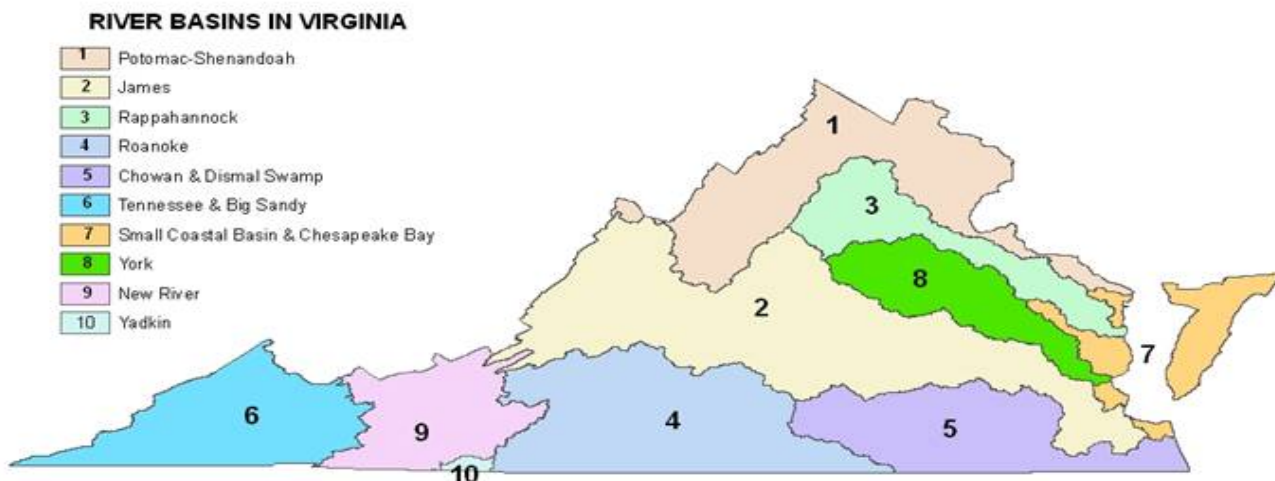 RIVER BASINS IN VIRGINIA
1 Potomac-Shenandoah
2 James
3 Rappahannock
4 Roanoke
5 Chowan & Dismal Swamp
6 Tennessee & Big Sandy
7 Small Coastal Basin & Chesapeake Bay
8 York
9 New River
10 Yadkin
1
3
8
2
7
6
9
4
5
10